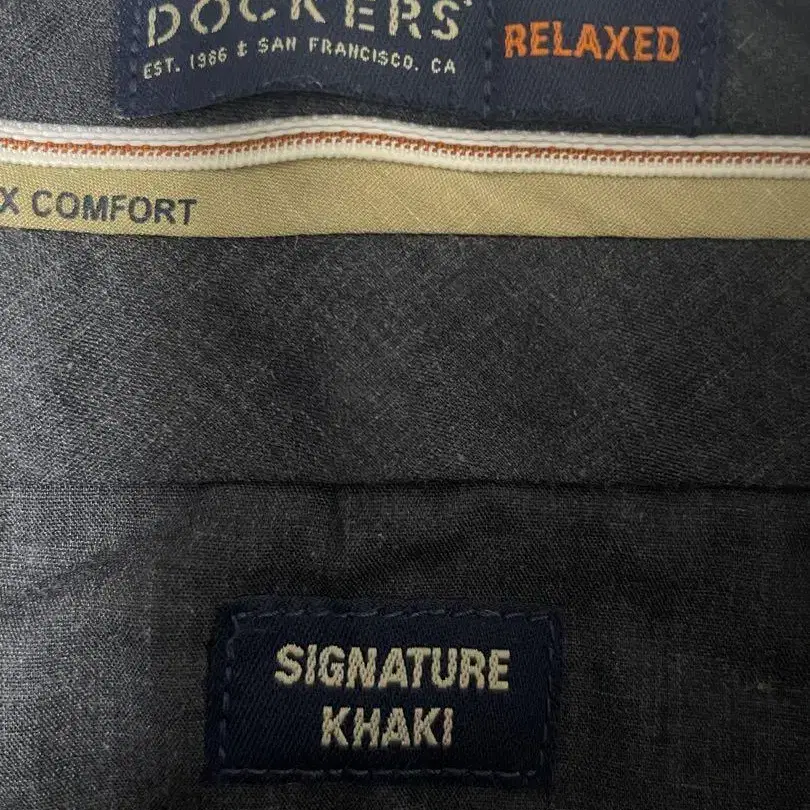 DOCKERS®
EST. 1986 ‡ SAN FRANCISCO. CA
RELAXED
X COMFORT
SIGNATURE
KHAKI